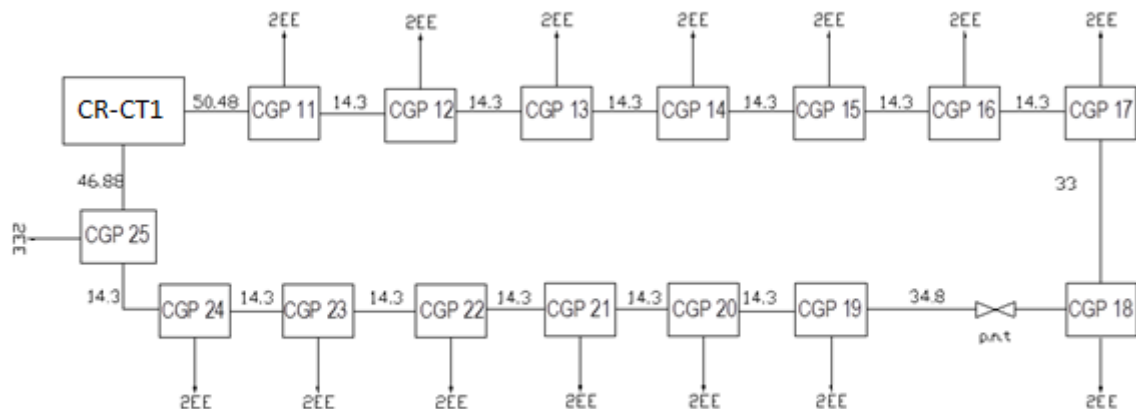 2EE 2EE 2EE 2EE 2EE 2EE 2EE
CR-CT1 50.48 CGP 11 14.3 CGP 12 14.3 CGP 13 14.3 CGP 14 14.3 CGP 15 14.3 CGP 16 14.3 CGP 17
46.88 33
2EE CGP 25
14.3 CGP 24 14.3 CGP 23 14.3 CGP 22 14.3 CGP 21 14.3 CGP 20 14.3 CGP 19 34.8 CGP 18
p.n.t
2EE 2EE 2EE 2EE 2EE 2EE 2EE